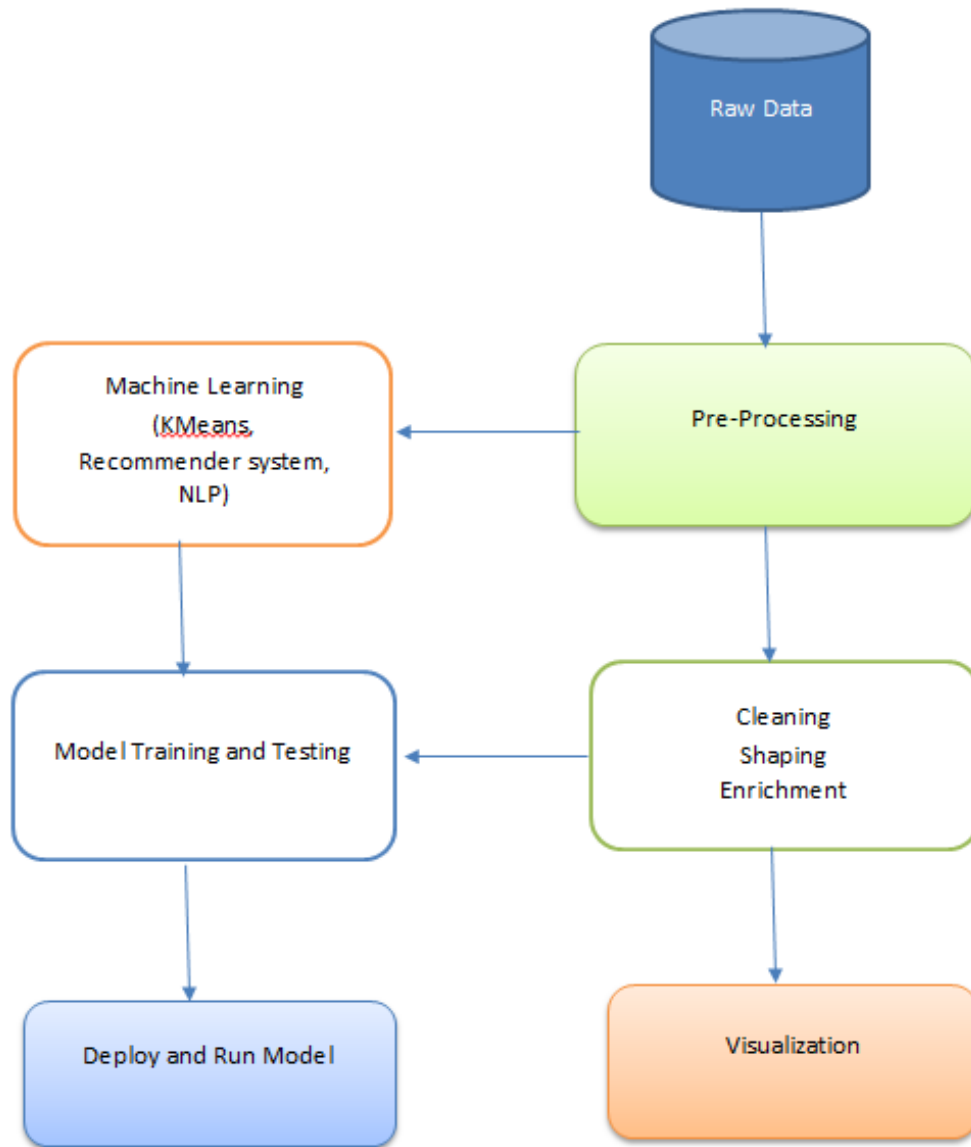 Raw Data
Machine Learning
(KMeans,
Recommender system,
NLP)
Pre-Processing
Model Training and Testing
Cleaning
Shaping
Enrichment
Deploy and Run Model
Visualization